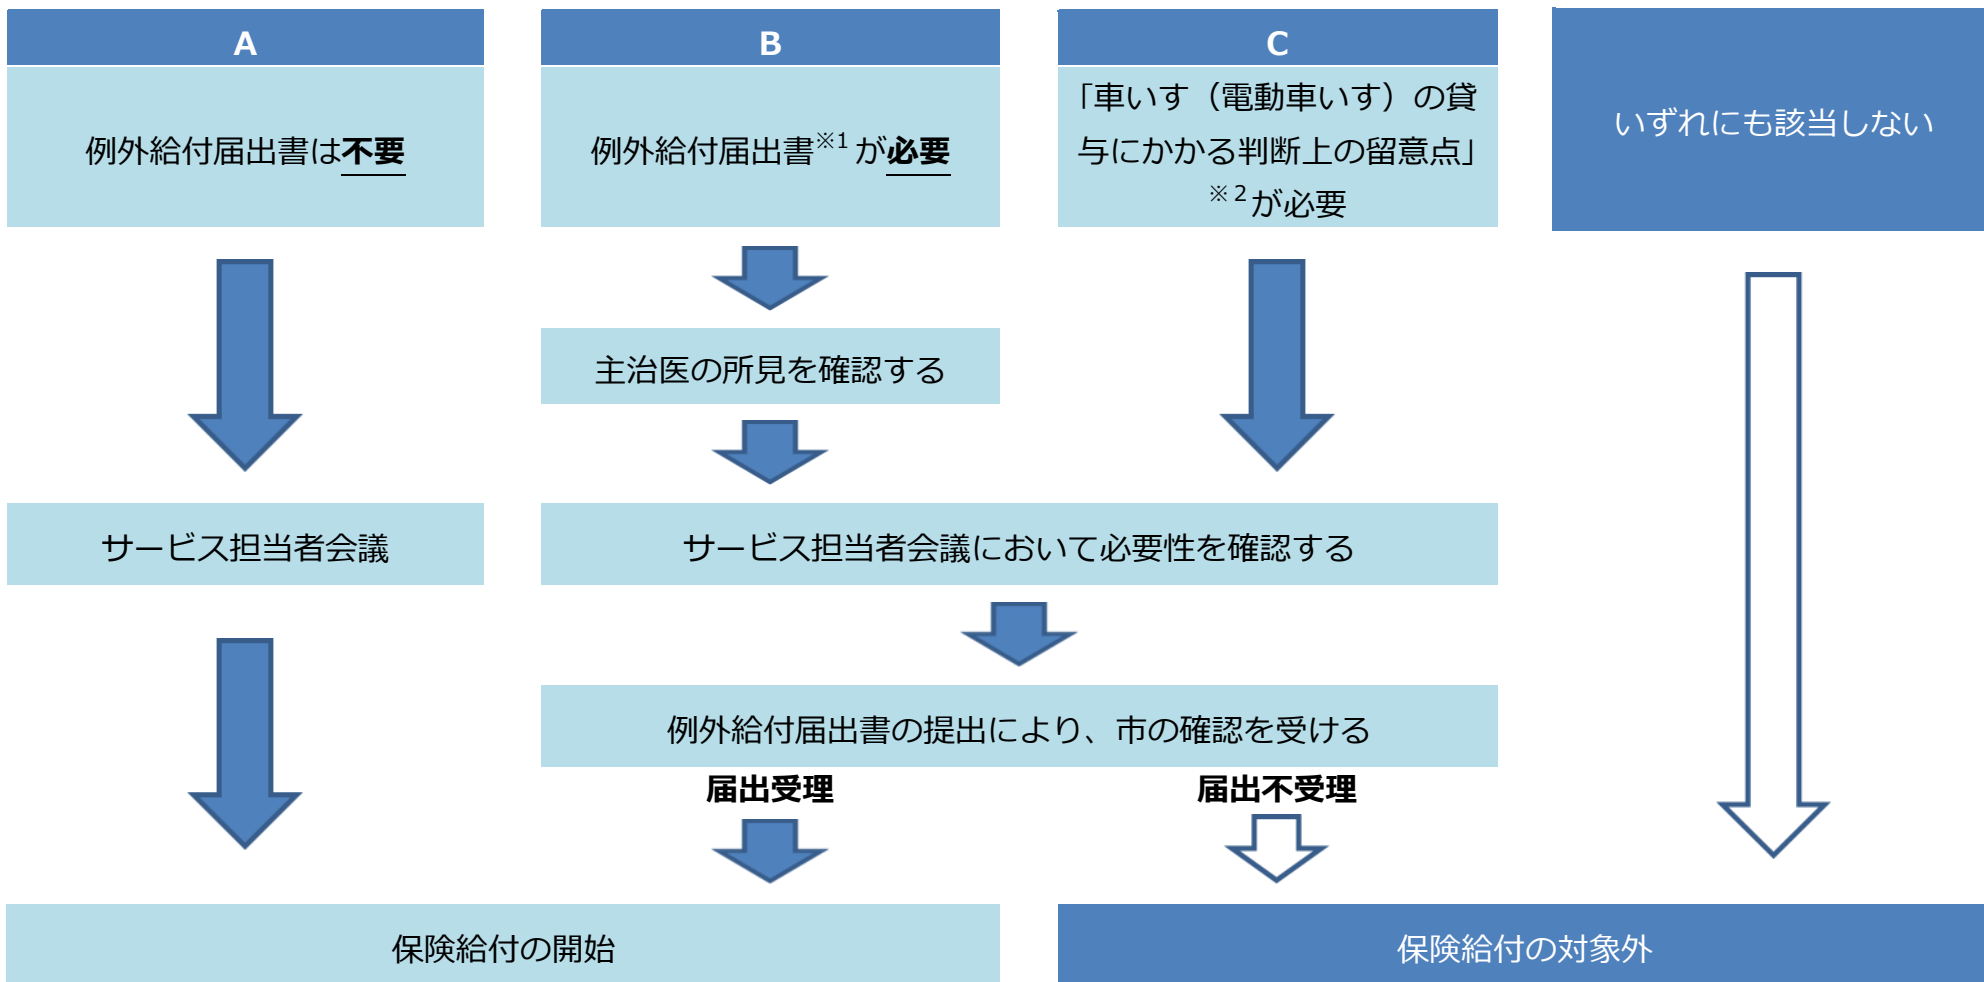 A
例外給付届出書は不要
B
例外給付届出書※1が必要
C
「車いす（電動車いす）の貸
与にかかる判断上の留意点」
※２が必要
いずれにも該当しない
主治医の所見を確認する
サービス担当者会議
サービス担当者会議において必要性を確認する
例外給付届出書の提出により、市の確認を受ける
届出受理
届出不受理
保険給付の開始
保険給付の対象外